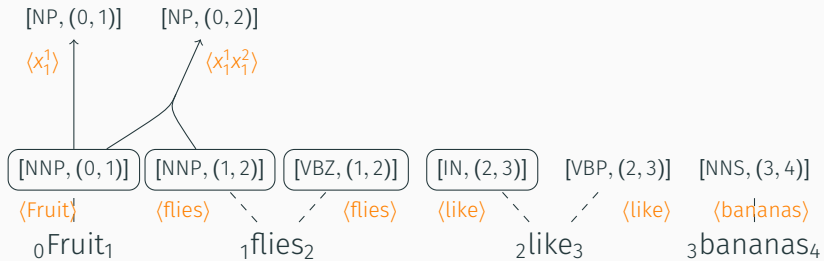 [NP, (0, 1)] [NP, (0, 2)]
⟨x₁¹⟩ ⟨x₁¹x₁²⟩
[NNP, (0, 1)] [NNP, (1, 2)] [VBZ, (1, 2)] [IN, (2, 3)] [VBP, (2, 3)] [NNS, (3, 4)]
⟨Fruit⟩ ⟨flies⟩ ⟨flies⟩ ⟨like⟩ ⟨like⟩ ⟨bananas⟩
₀Fruit₁ ₁flies₂ ₂like₃ ₃bananas₄